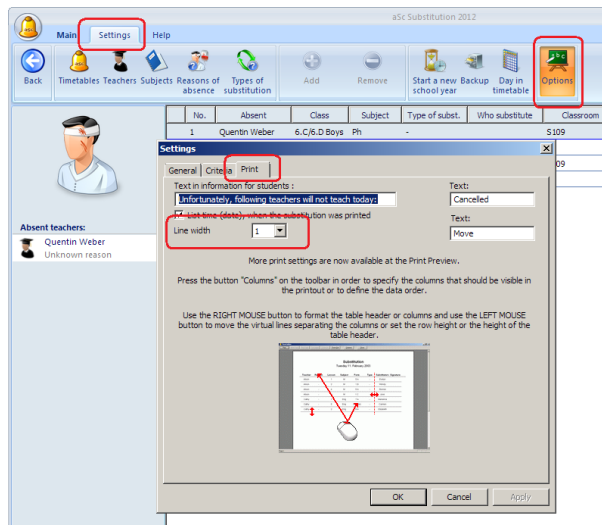 aSc Substitution 2012
Main Settings Help
Back Timetables Teachers Subjects Reasons of absence Types of substitution Add Remove Start a new school year Backup Day in timetable Options
No. Absent Class Subject Type of subst. Who substitute Classroom
1 Quentin Weber 6.C/6.D Boys Ph - S109
Settings
General Criteria Print
Text in information for students :
Text:
Unfortunately, following teachers will not teach today:
Cancelled
List time (date), when the substitution was printed
Text:
Line width 1
Move
Absent teachers:
Quentin Weber
Unknown reason
More print settings are now available at the Print Preview.
Press the button "Columns" on the toolbar in order to specify the columns that should be visible in
the printout or to define the data order.
Use the RIGHT MOUSE button to format the table header or columns and use the LEFT MOUSE
button to move the virtual lines separating the columns or set the row height or the height of the
table header.
Substitution
OK Cancel Apply